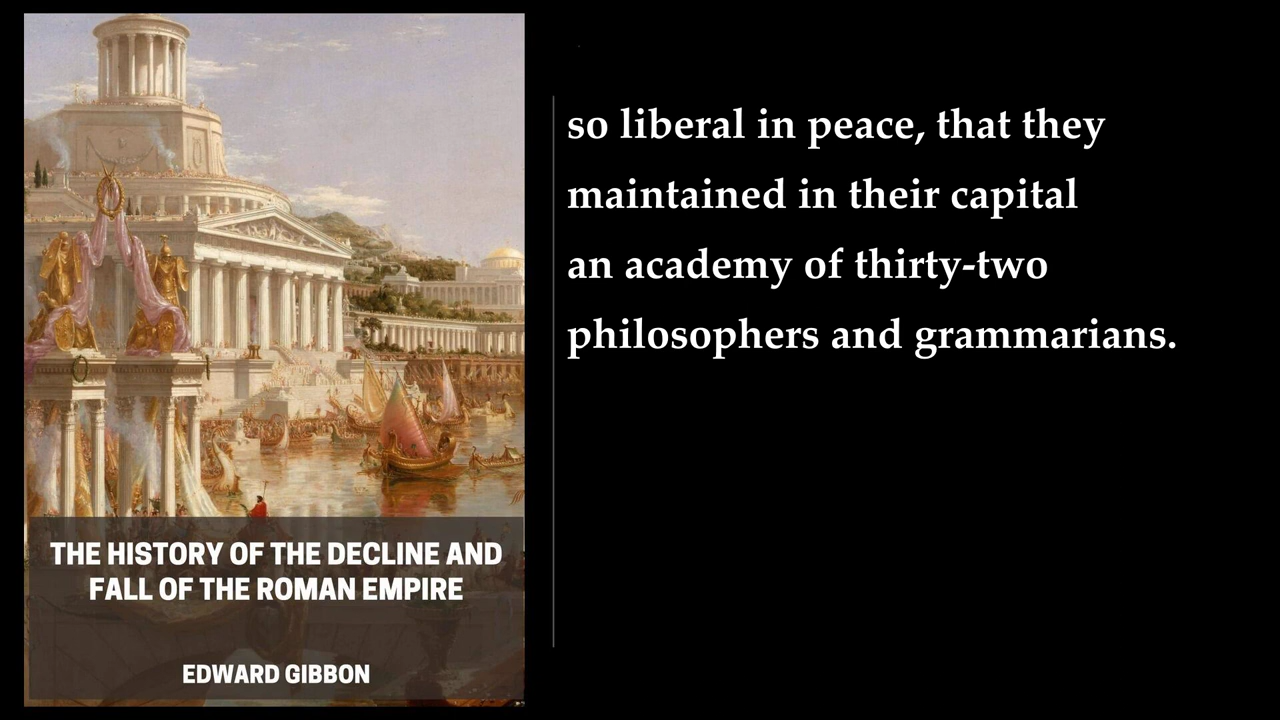 THE HISTORY OF THE DECLINE AND
FALL OF THE ROMAN EMPIRE
EDWARD GIBBON
so liberal in peace, that they
maintained in their capital
an academy of thirty-two
philosophers and grammarians.